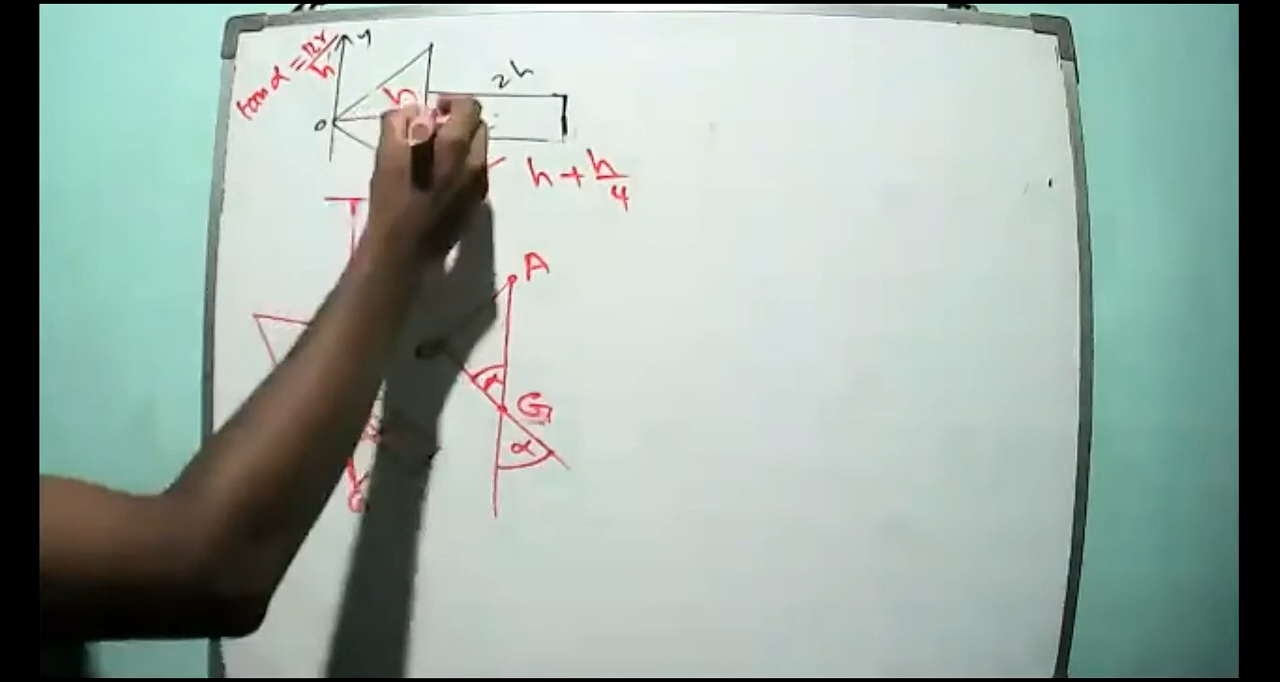 tan α = 12r/h
y
2h
h
O
h + h/4
A
α
G
α
G